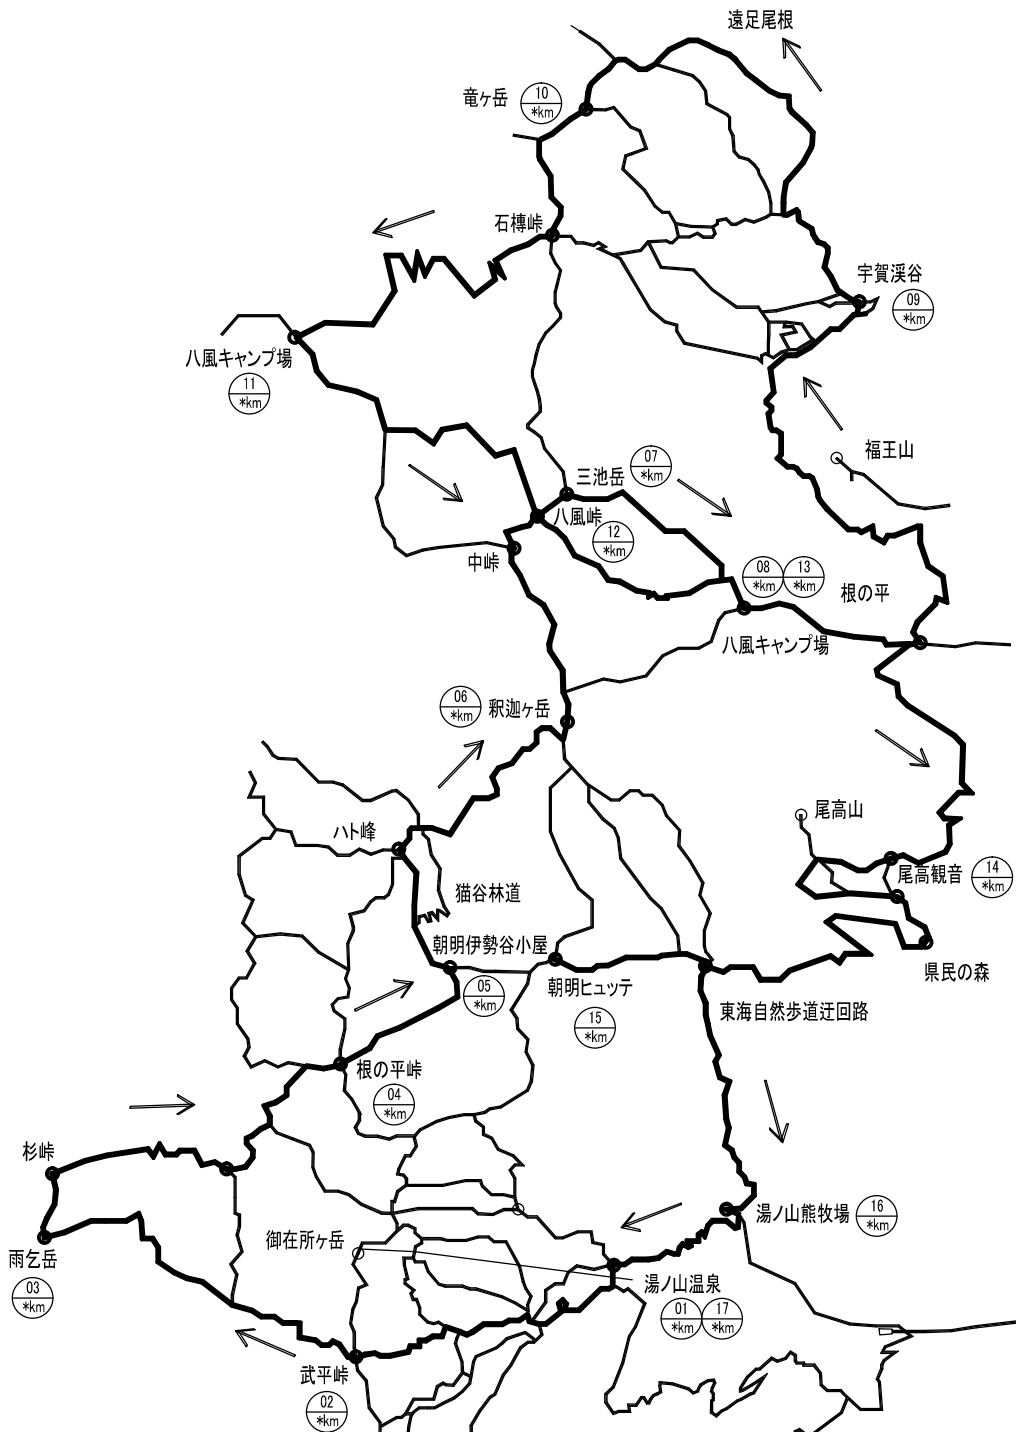 遠足尾根
竜ヶ岳
10
*km
石榑峠
宇賀渓谷
09
*km
八風キャンプ場
11
*km
福王山
三池岳
07
*km
八風峠
12
*km
中峠
08
*km
13
*km
根の平
八風キャンプ場
06
*km
釈迦ヶ岳
尾高山
ハト峰
尾高観音
14
*km
猫谷林道
朝明伊勢谷小屋
県民の森
05
*km
朝明ヒュッテ
15
*km
東海自然歩道迂回路
根の平峠
04
*km
杉峠
湯ノ山熊牧場
16
*km
御在所ヶ岳
雨乞岳
03
*km
湯ノ山温泉
01
*km
17
*km
武平峠
02
*km